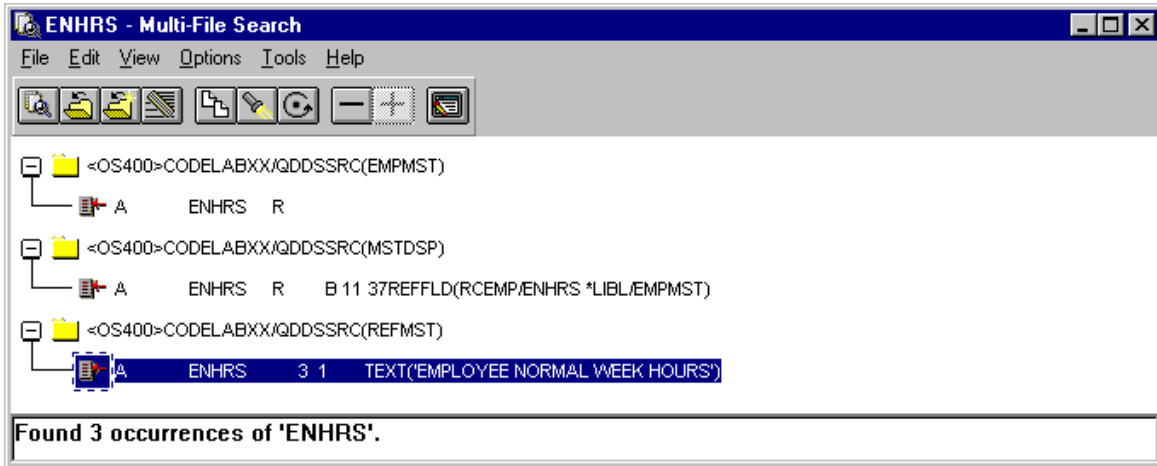 ENHRS - Multi-File Search
File Edit View Options Tools Help
<OS400>CODELABXX/QDDSSRC(EMPMST)
A ENHRS R
<OS400>CODELABXX/QDDSSRC(MSTDSP)
A ENHRS R B 11 37REFFLD(RCEMP/ENHRS *LIBL/EMPMST)
<OS400>CODELABXX/QDDSSRC(REFMST)
A ENHRS 3 1 TEXT('EMPLOYEE NORMAL WEEK HOURS')
Found 3 occurrences of 'ENHRS'.